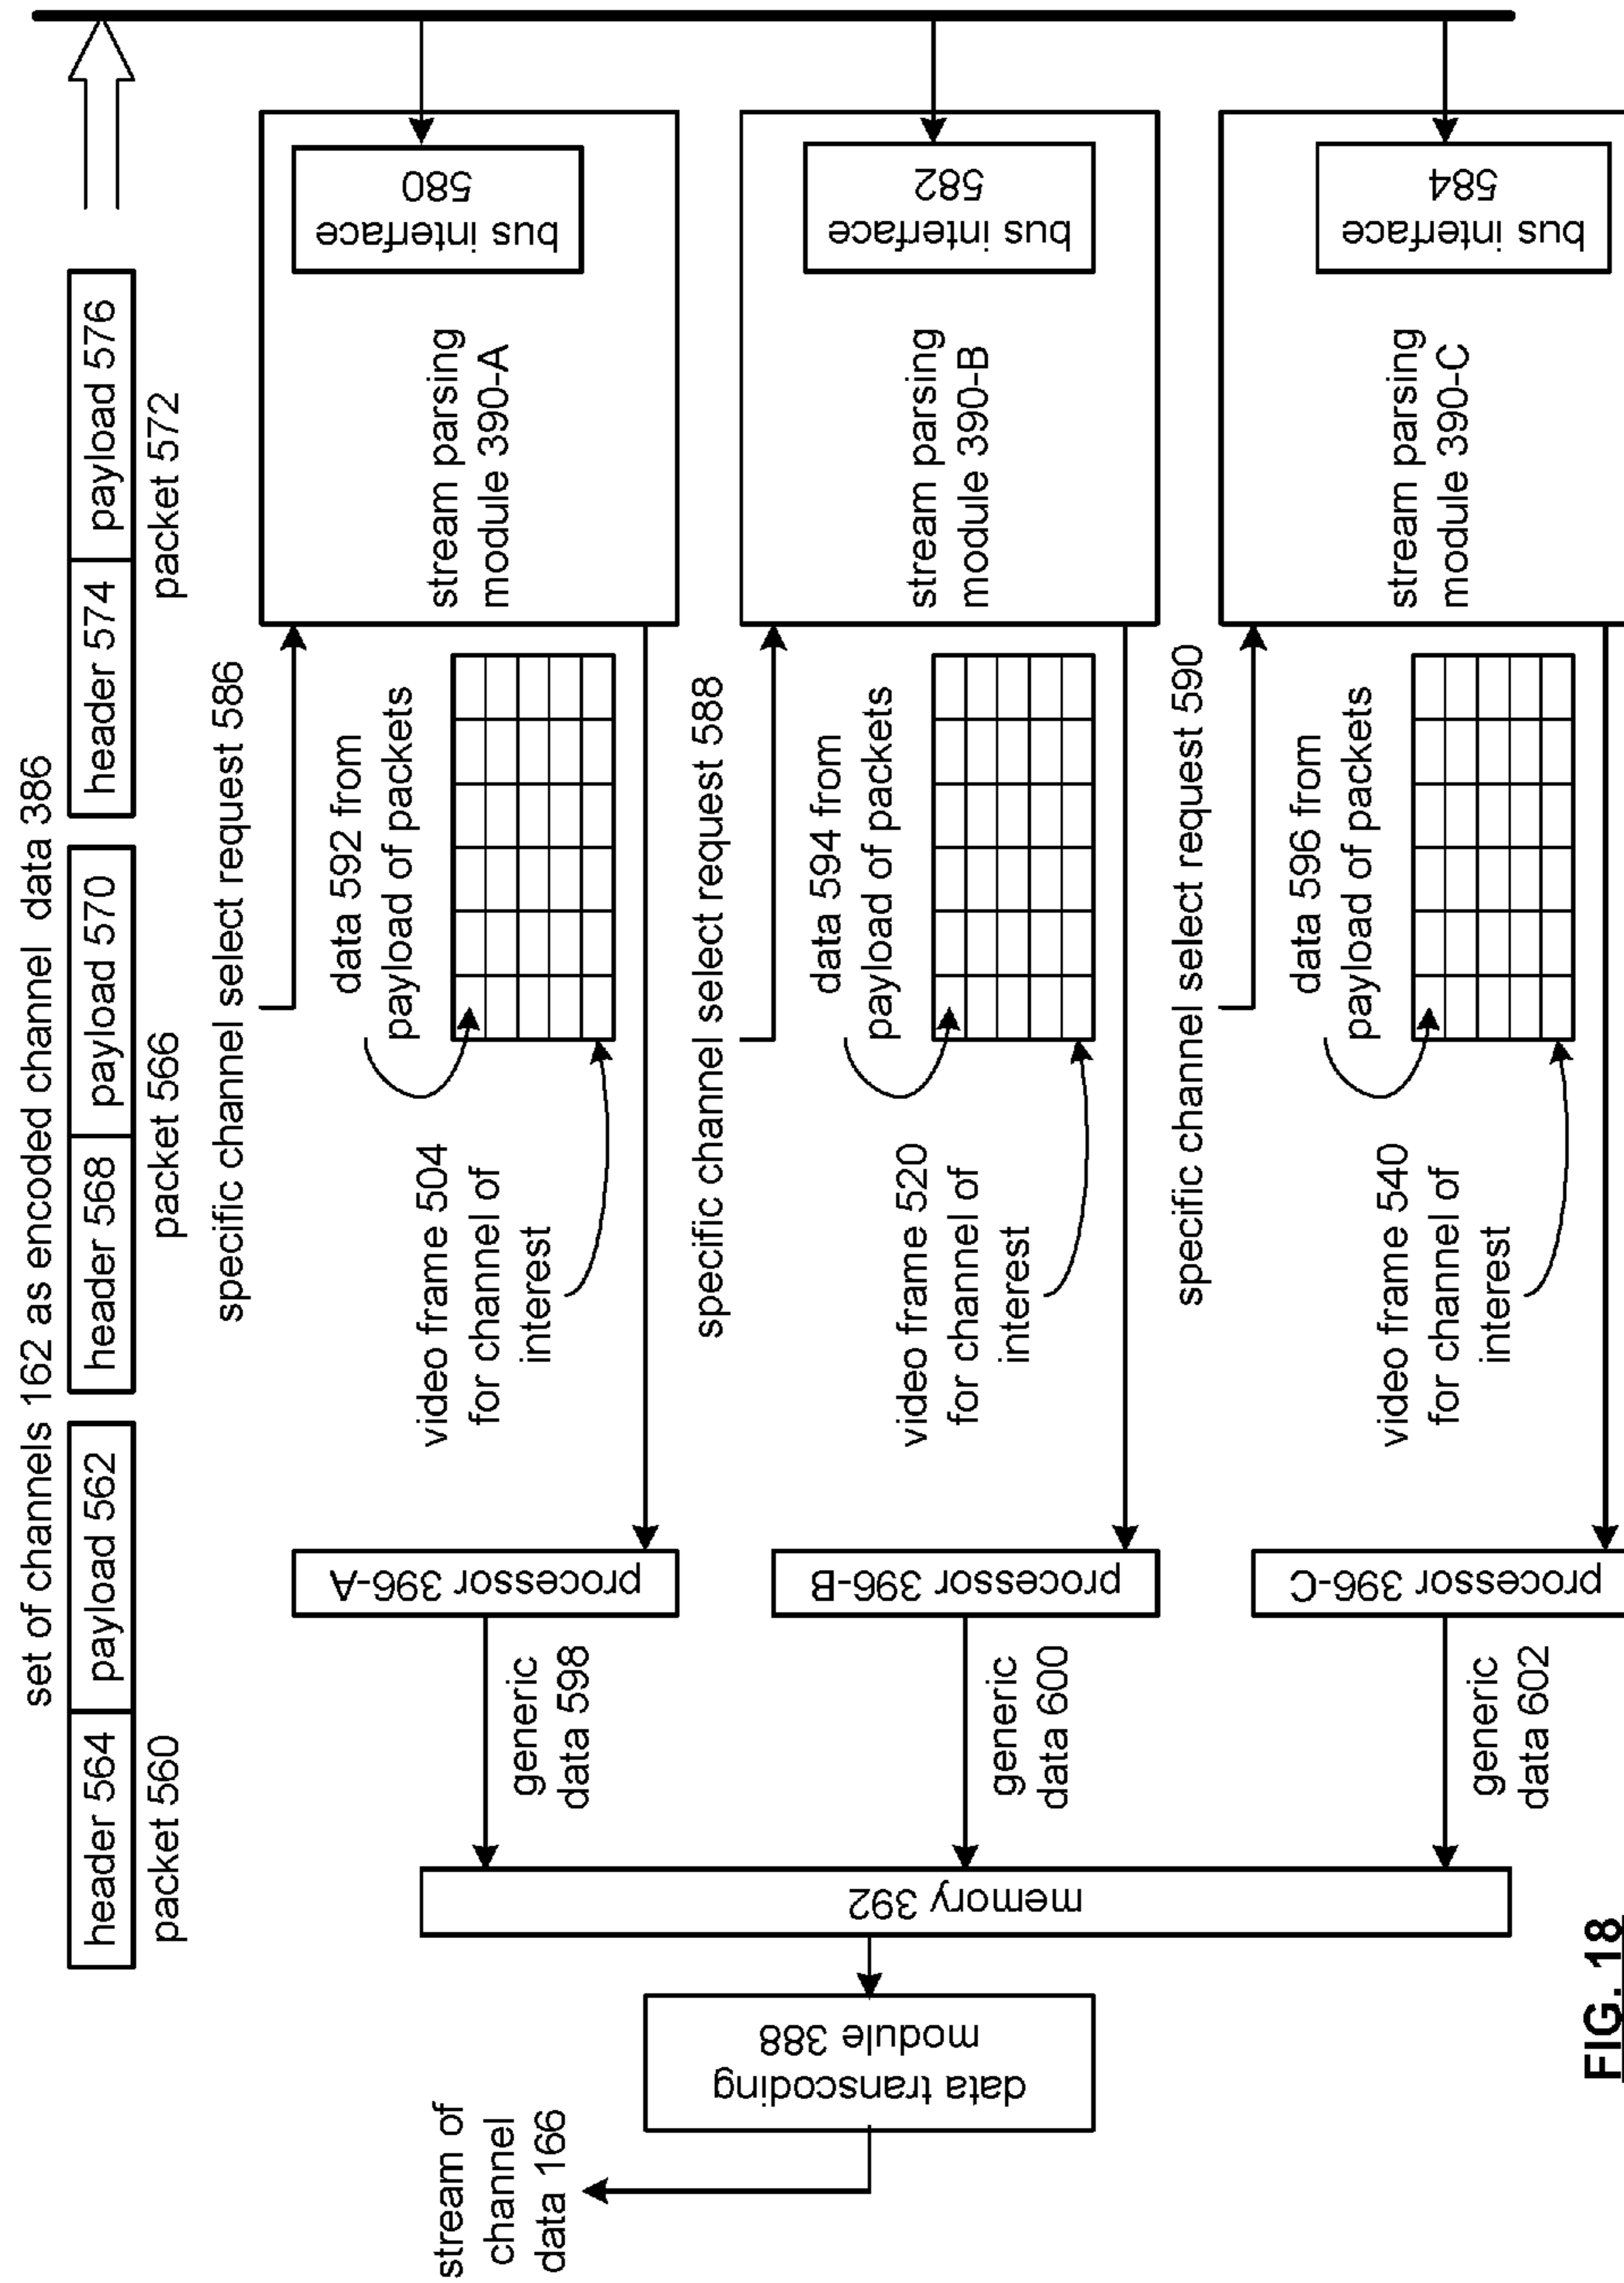 set of channels 162 as encoded channel data 386
header 564
payload 562
header 568
payload 570
header 574
payload 576
packet 560
packet 566
packet 572
specific channel select request 586
data 592 from
payload of packets
video frame 504
for channel of
interest
stream parsing
module 390-A
bus interface
580
processor 396-A
generic
data 598
specific channel select request 588
data 594 from
payload of packets
video frame 520
for channel of
interest
stream parsing
module 390-B
bus interface
582
processor 396-B
generic
data 600
specific channel select request 590
data 596 from
payload of packets
video frame 540
for channel of
interest
stream parsing
module 390-C
bus interface
584
processor 396-C
generic
data 602
memory 392
data transcoding
module 388
stream of
channel
data 166
FIG. 18